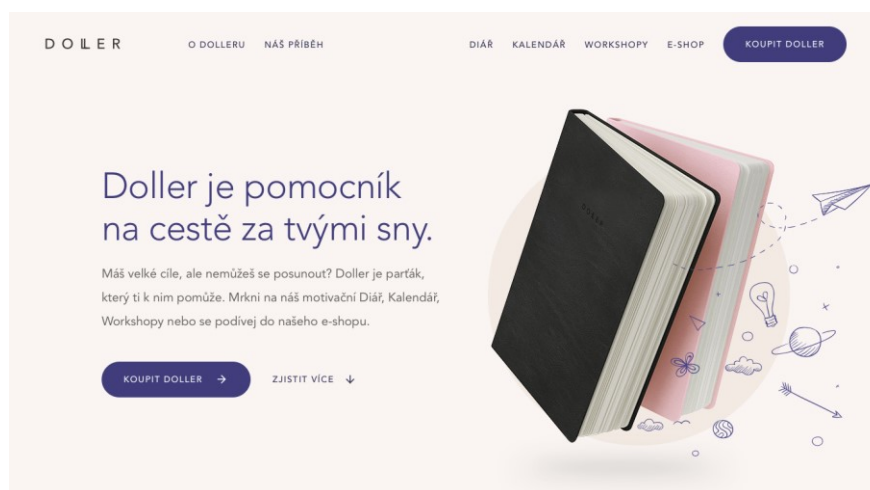 DOLLER
O DOLLERU NÁŠ PŘÍBĚH
DIÁŘ KALENDÁŘ WORKSHOPY E-SHOP KOUPIT DOLLER
Doller je pomocník
na cestě za tvými sny.
Máš velké cíle, ale nemůžeš se posunout? Doller je parťák,
který ti k nim pomůže. Mrkni na náš motivační Diář, Kalendář,
Workshopy nebo se podívej do našeho e-shopu.
KOUPIT DOLLER → ZJISTIT VÍCE ↓
DOLLER